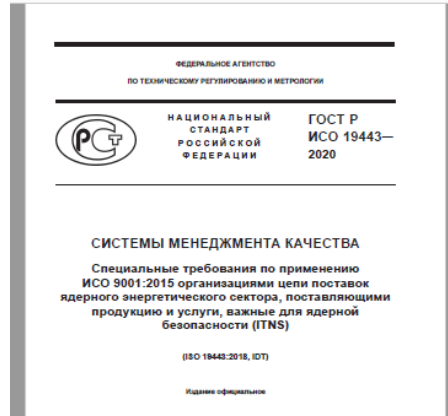 ФЕДЕРАЛЬНОЕ АГЕНТСТВО
ПО ТЕХНИЧЕСКОМУ РЕГУЛИРОВАНИЮ И МЕТРОЛОГИИ
РСТ
НАЦИОНАЛЬНЫЙ
СТАНДАРТ
РОССИЙСКОЙ
ФЕДЕРАЦИИ
ГОСТ Р
ИСО 19443—
2020
СИСТЕМЫ МЕНЕДЖМЕНТА КАЧЕСТВА
Специальные требования по применению
ИСО 9001:2015 организациями цепи поставок
ядерного энергетического сектора, поставляющими
продукцию и услуги, важные для ядерной
безопасности (ITNS)
(ISO 19443:2018, IDT)
Издание официальное